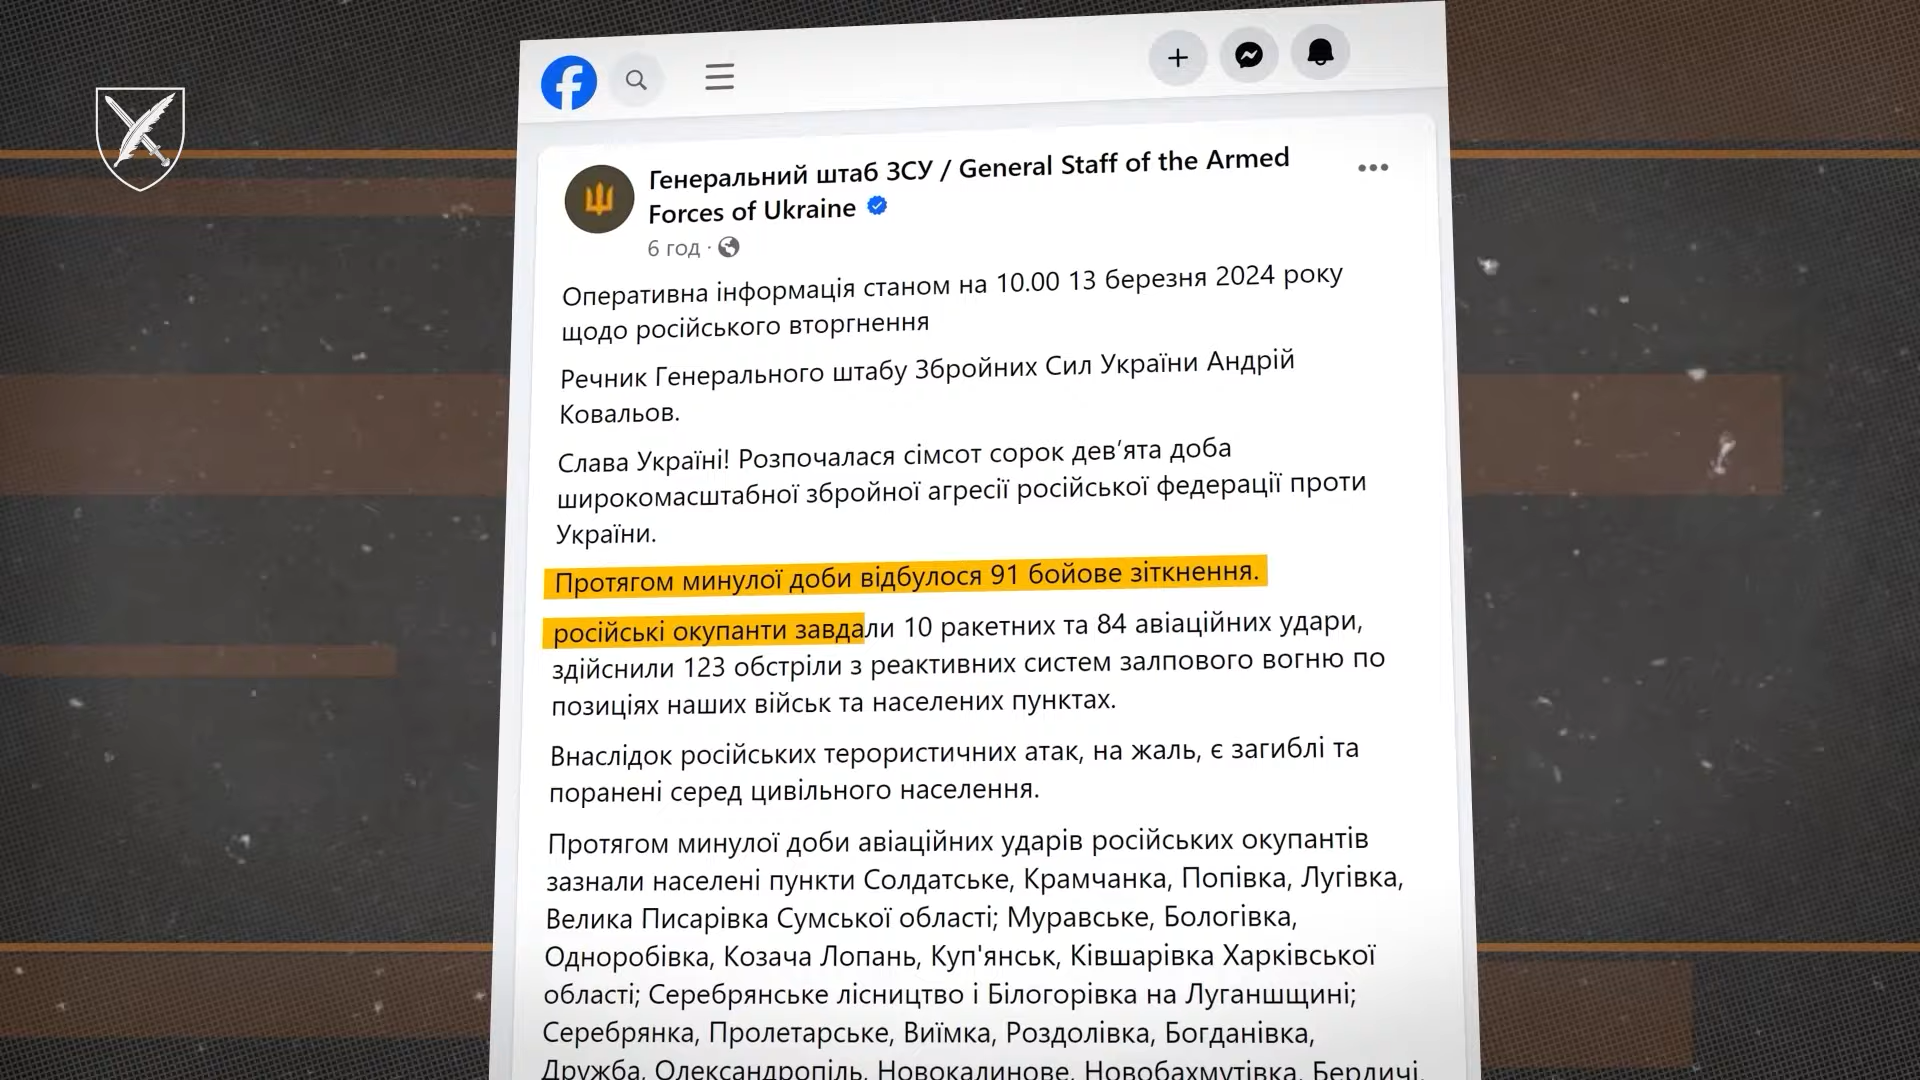 Генеральний штаб ЗСУ / General Staff of the Armed
Forces of Ukraine
6 год ·
Оперативна інформація станом на 10.00 13 березня 2024 року
щодо російського вторгнення
Речник Генерального штабу Збройних Сил України Андрій
Ковальов.
Слава Україні! Розпочалася сімсот сорок дев’ята доба
широкомасштабної збройної агресії російської федерації проти
України.
Протягом минулої доби відбулося 91 бойове зіткнення.
російські окупанти завдали 10 ракетних та 84 авіаційних удари,
здійснили 123 обстріли з реактивних систем залпового вогню по
позиціях наших військ та населених пунктах.
Внаслідок російських терористичних атак, на жаль, є загиблі та
поранені серед цивільного населення.
Протягом минулої доби авіаційних ударів російських окупантів
зазнали населені пункти Солдатське, Крамчанка, Попівка, Лугівка,
Велика Писарівка Сумської області; Муравське, Бологівка,
Одноробівка, Козача Лопань, Куп'янськ, Ківшарівка Харківської
області; Серебрянське лісництво і Білогорівка на Луганщині;
Серебрянка, Пролетарське, Виїмка, Роздолівка, Богданівка,
Дружба, Олександропіль, Новокалинове, Новобахмутівка, Бердичі,